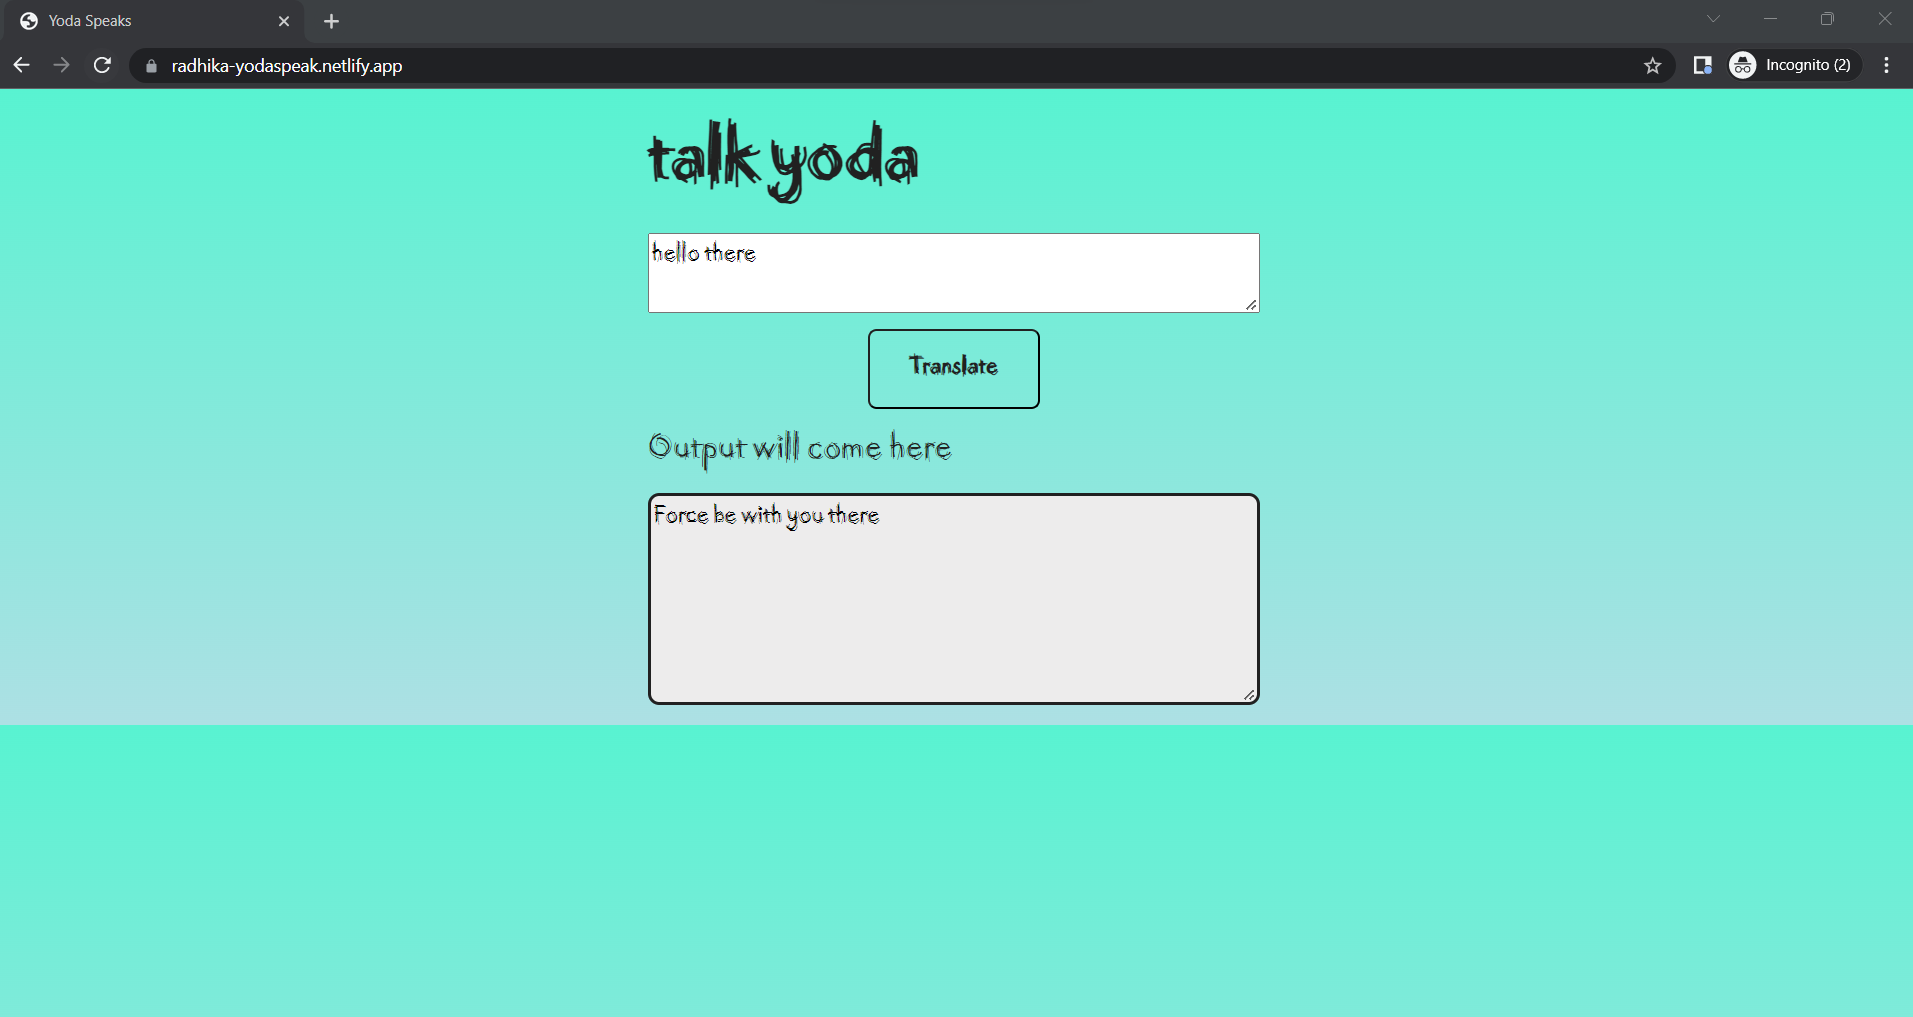 Yoda Speaks
radhika-yodaspeak.netlify.app
Incognito (2)
talk yoda
hello there
Translate
Output will come here
Force be with you there